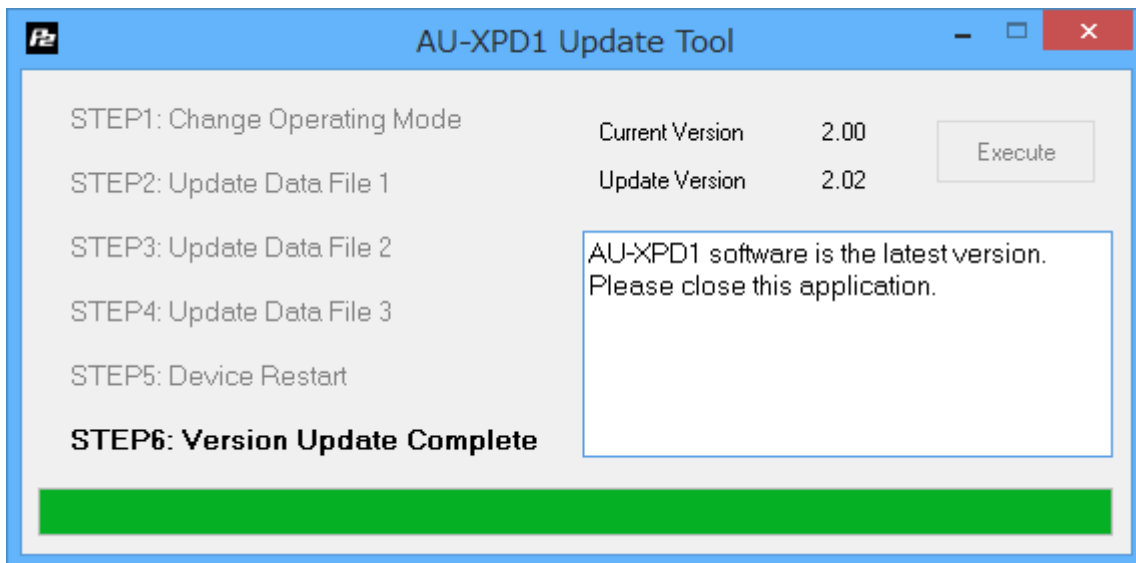 P2
AU-XPD1 Update Tool
STEP1: Change Operating Mode
STEP2: Update Data File 1
STEP3: Update Data File 2
STEP4: Update Data File 3
STEP5: Device Restart
STEP6: Version Update Complete
Current Version 2.00
Update Version 2.02
Execute
AU-XPD1 software is the latest version.
Please close this application.